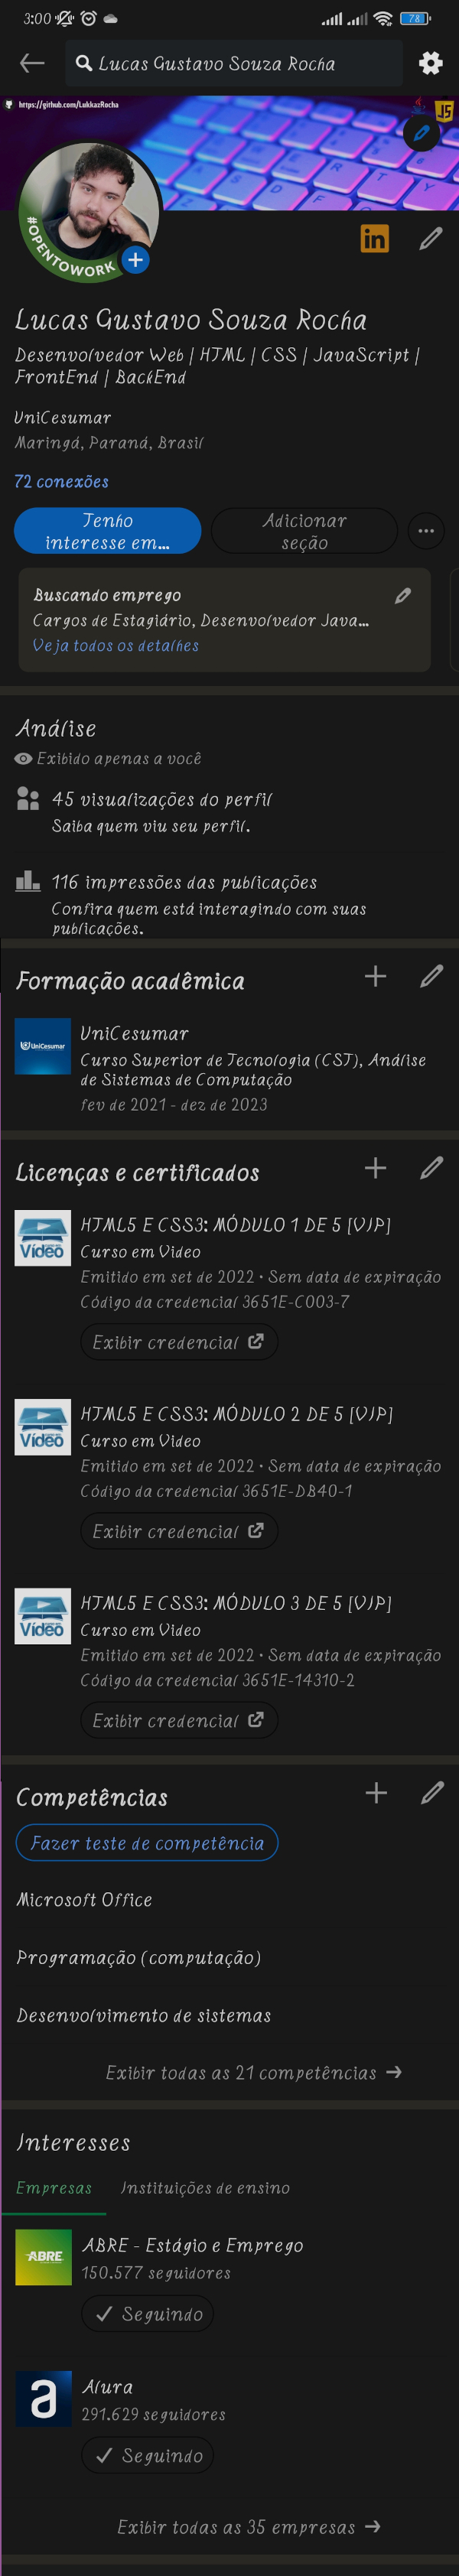 3:00
78
Lucas Gustavo Souza Rocha
https://github.com/LukkazRocha
JS
#OPENTOWORK
in
Lucas Gustavo Souza Rocha
Desenvolvedor Web | HTML | CSS | JavaScript |
FrontEnd | BackEnd
UniCesumar
Maringá, Paraná, Brasil
72 conexões
Tenho
interesse em...
Adicionar
seção
Buscando emprego
Cargos de Estagiário, Desenvolvedor Java...
Veja todos os detalhes
Análise
Exibido apenas a você
45 visualizações do perfil
Saiba quem viu seu perfil.
116 impressões das publicações
Confira quem está interagindo com suas
publicações.
Formação acadêmica
UniCesumar
UniCesumar
Curso Superior de Tecnologia (CST), Análise
de Sistemas de Computação
fev de 2021 - dez de 2023
Licenças e certificados
Vídeo
HTML5 E CSS3: MÓDULO 1 DE 5 [VIP]
Curso em Video
Emitido em set de 2022 • Sem data de expiração
Código da credencial 3651E-C003-7
Exibir credencial
Vídeo
HTML5 E CSS3: MÓDULO 2 DE 5 [VIP]
Curso em Video
Emitido em set de 2022 • Sem data de expiração
Código da credencial 3651E-DB40-1
Exibir credencial
Vídeo
HTML5 E CSS3: MÓDULO 3 DE 5 [VIP]
Curso em Video
Emitido em set de 2022 • Sem data de expiração
Código da credencial 3651E-14310-2
Exibir credencial
Competências
Fazer teste de competência
Microsoft Office
Programação (computação)
Desenvolvimento de sistemas
Exibir todas as 21 competências →
Interesses
Empresas Instituições de ensino
ABRE
ABRE - Estágio e Emprego
150.577 seguidores
✓ Seguindo
a
Alura
291.629 seguidores
✓ Seguindo
Exibir todas as 35 empresas →